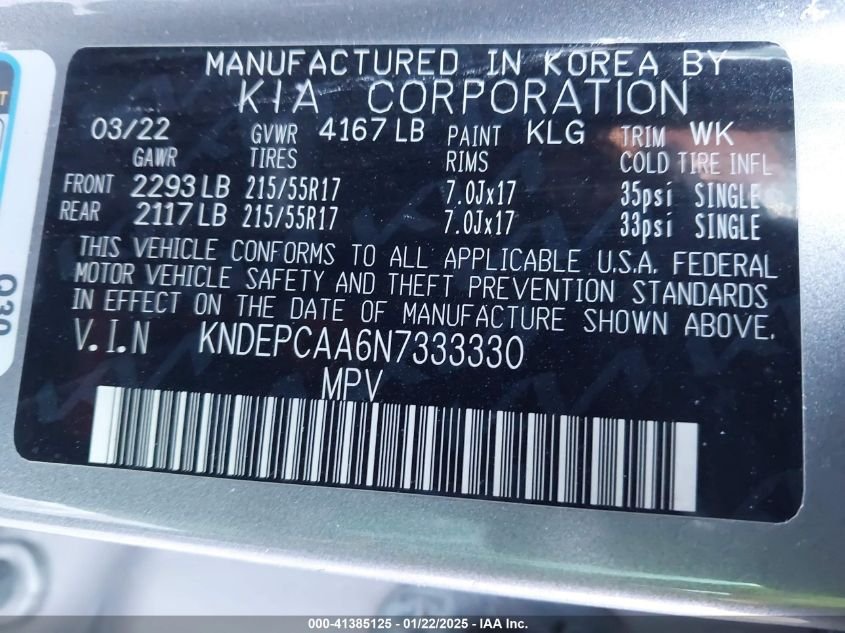 MANUFACTURED IN KOREA BY
KIA CORPORATION
03/22 GVWR 4167 LB PAINT KLG TRIM WK
GAWR TIRES RIMS COLD TIRE INFL
FRONT 2293 LB 215/55R17 7.0Jx17 35psi SINGLE
REAR 2117 LB 215/55R17 7.0Jx17 33psi SINGLE
THIS VEHICLE CONFORMS TO ALL APPLICABLE U.S.A. FEDERAL
MOTOR VEHICLE SAFETY AND THEFT PREVENTION STANDARDS
IN EFFECT ON THE DATE OF MANUFACTURE SHOWN ABOVE.
V.I.N KNDEPCAA6N7333330
MPV
000-41385125 - 01/22/2025 - IAA Inc.